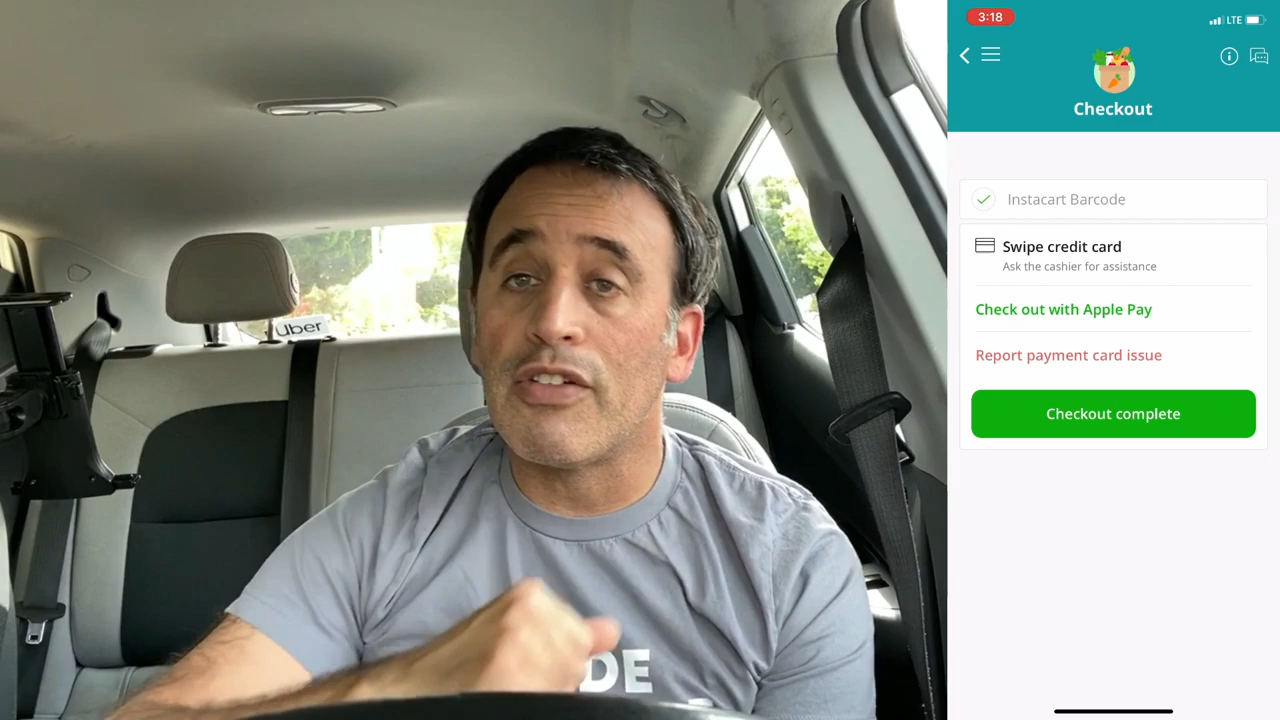 Uber
DE
3:18
LTE
Checkout
Instacart Barcode
Swipe credit card
Ask the cashier for assistance
Check out with Apple Pay
Report payment card issue
Checkout complete